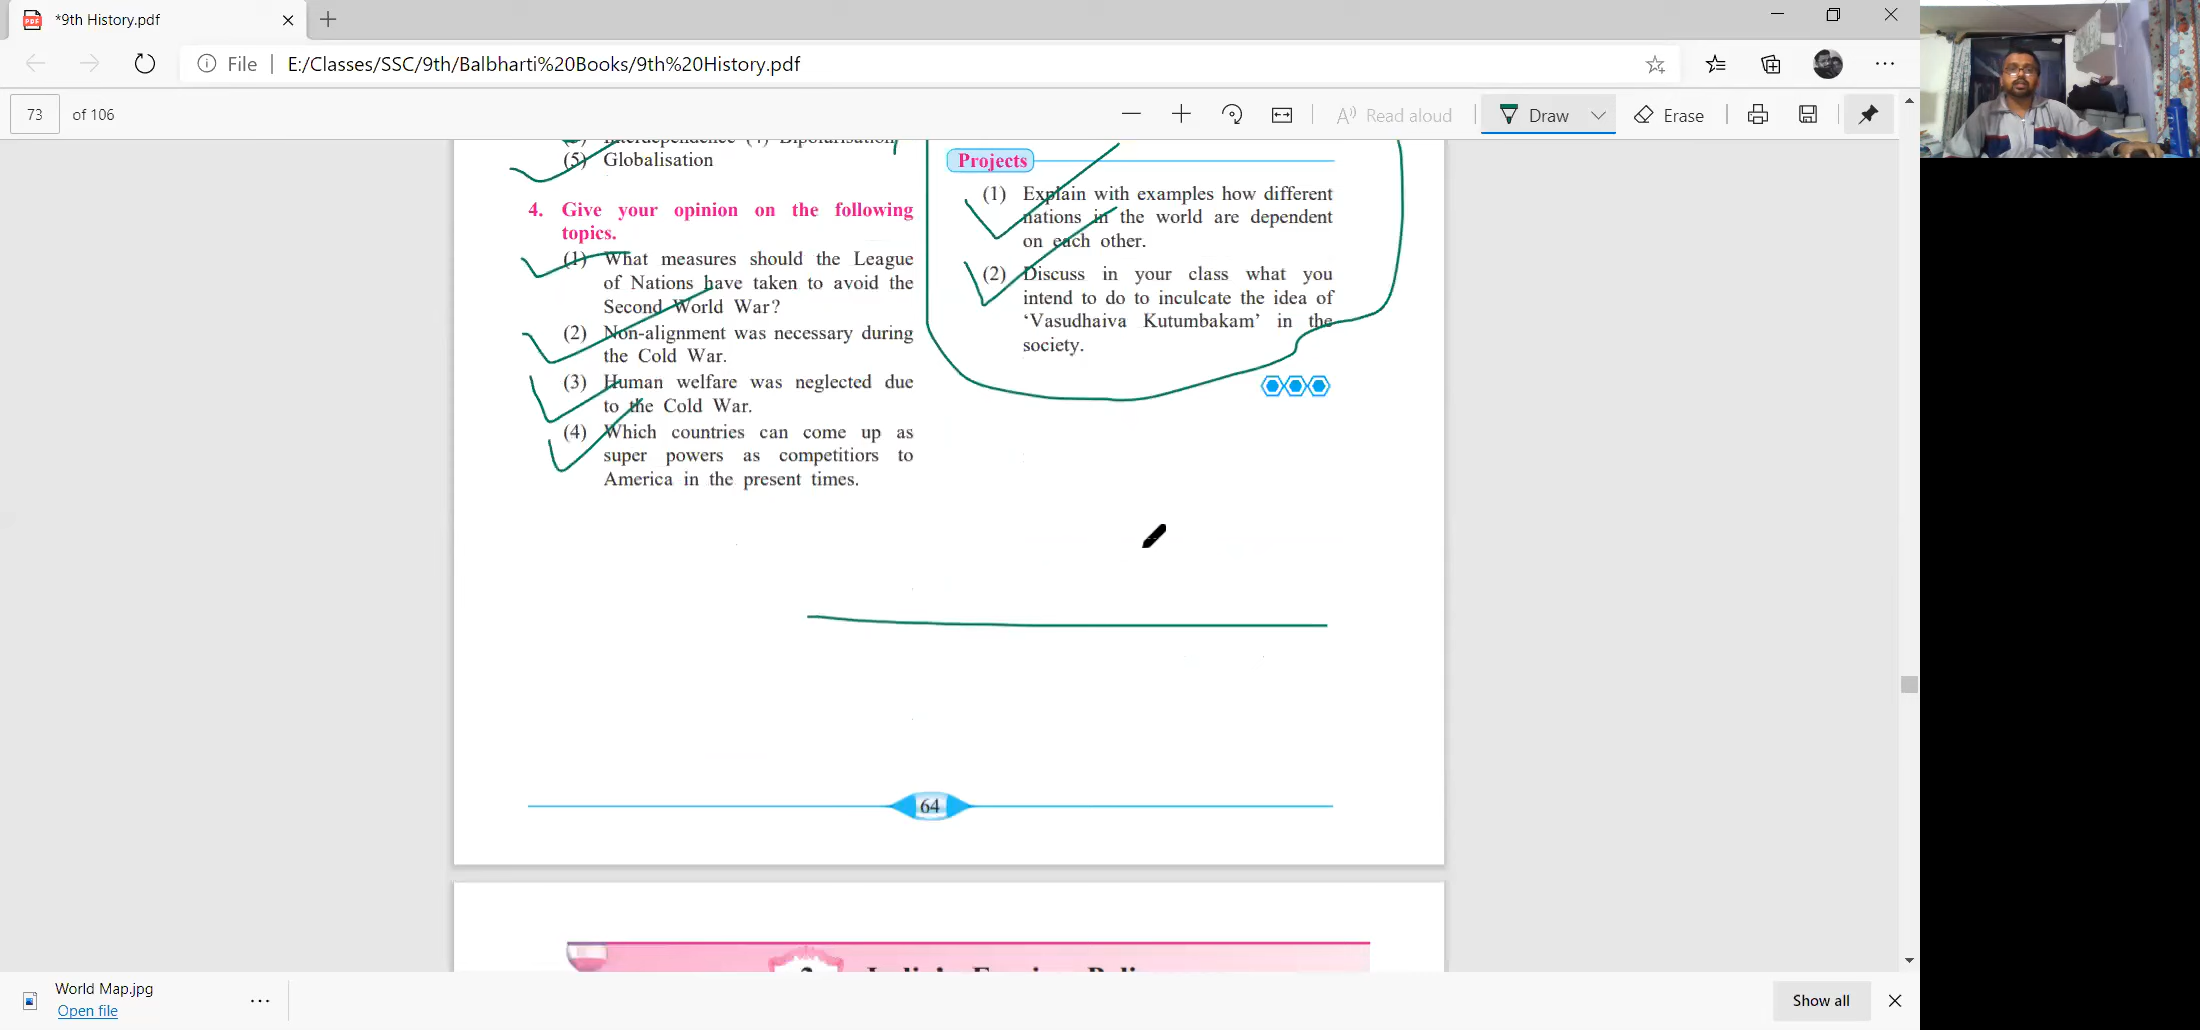 *9th History.pdf
File
E:/Classes/SSC/9th/Balbharti%20Books/9th%20History.pdf
73
of 106
Read aloud
Draw
Erase
(5) Globalisation
4. Give your opinion on the following
topics.
(1) What measures should the League
of Nations have taken to avoid the
Second World War?
(2) Non-alignment was necessary during
the Cold War.
(3) Human welfare was neglected due
to the Cold War.
(4) Which countries can come up as
super powers as competitiors to
America in the present times.
Projects
(1) Explain with examples how different
nations in the world are dependent
on each other.
(2) Discuss in your class what you
intend to do to inculcate the idea of
‘Vasudhaiva Kutumbakam’ in the
society.
64
World Map.jpg
Open file
Show all